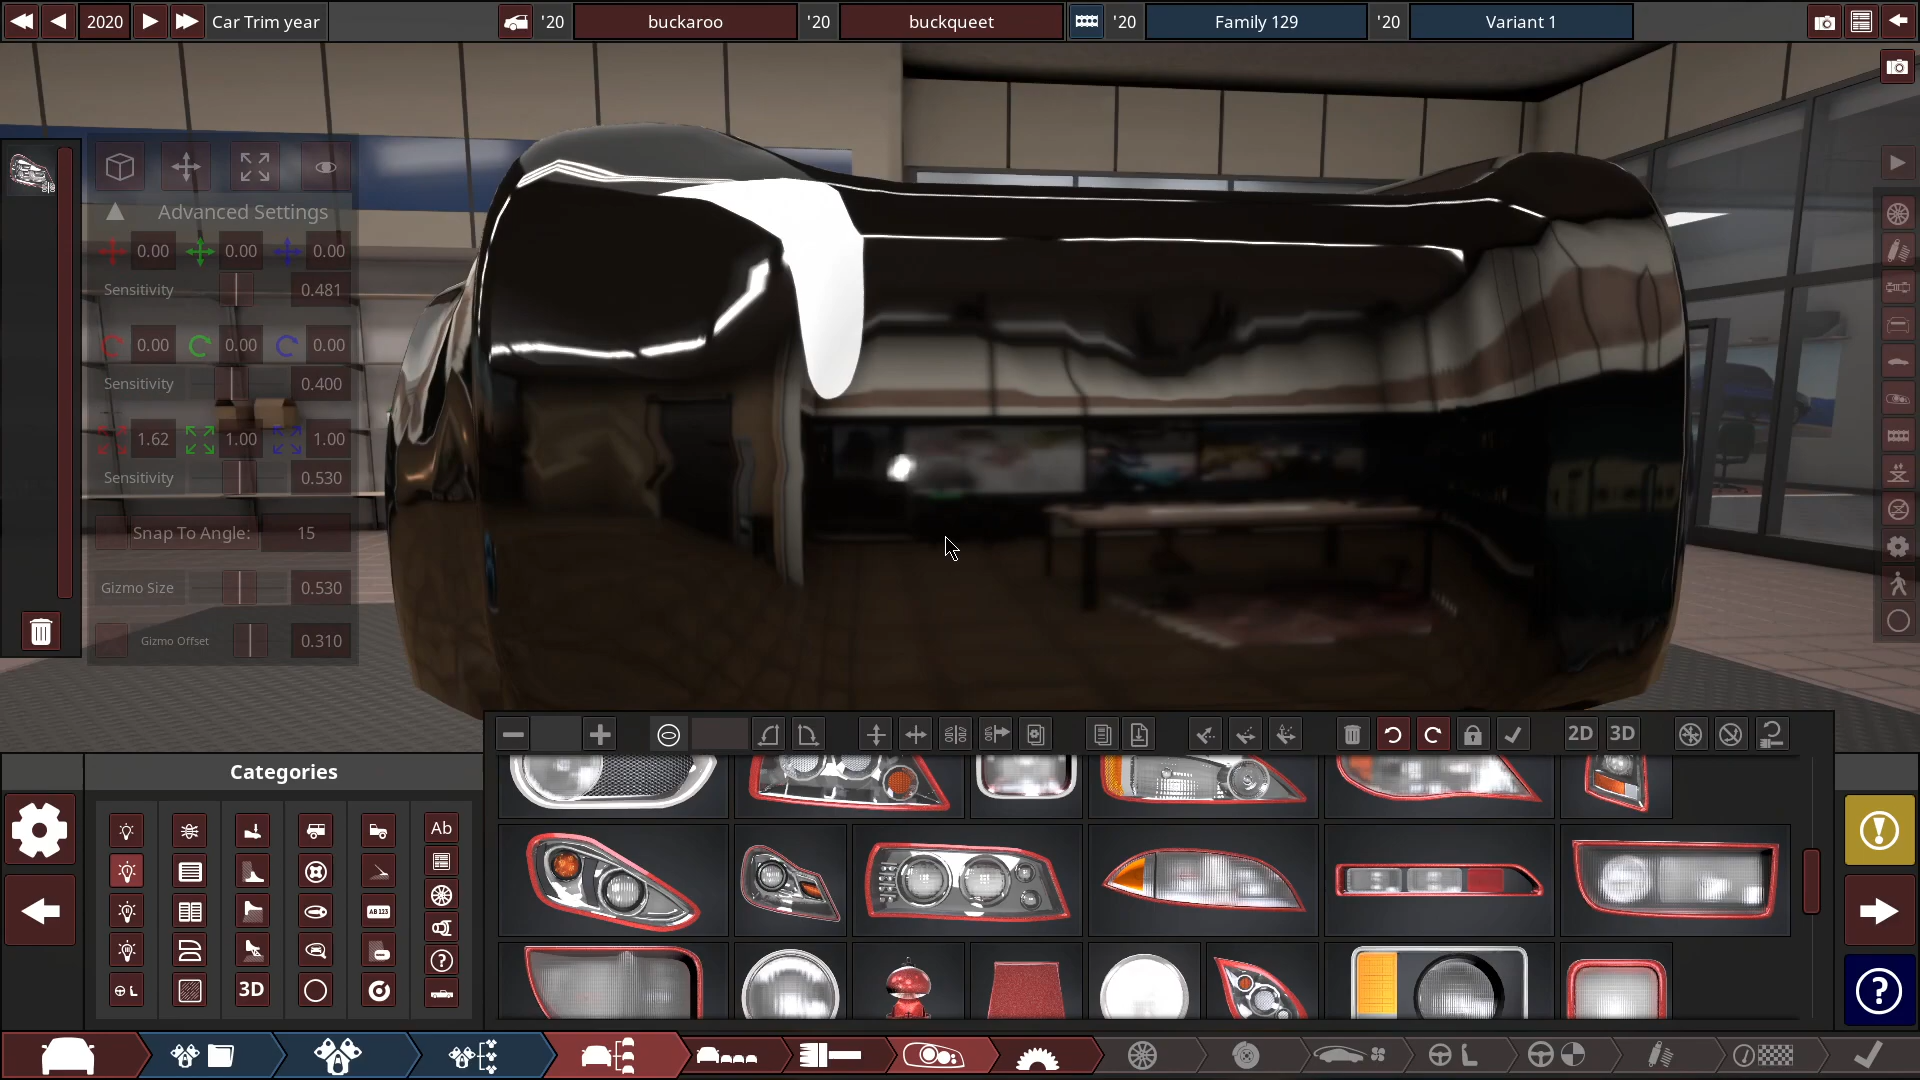 2020 Car Trim year '20 buckaroo '20 buckqueet '20 Family 129 '20 Variant 1
Advanced Settings
0.00 0.00 0.00
Sensitivity 0.481
0.00 0.00 0.00
Sensitivity 0.400
1.62 1.00 1.00
Sensitivity 0.530
Snap To Angle: 15
Gizmo Size 0.530
Gizmo Offset 0.310
2D 3D
Categories
Ab
AB 123
3D